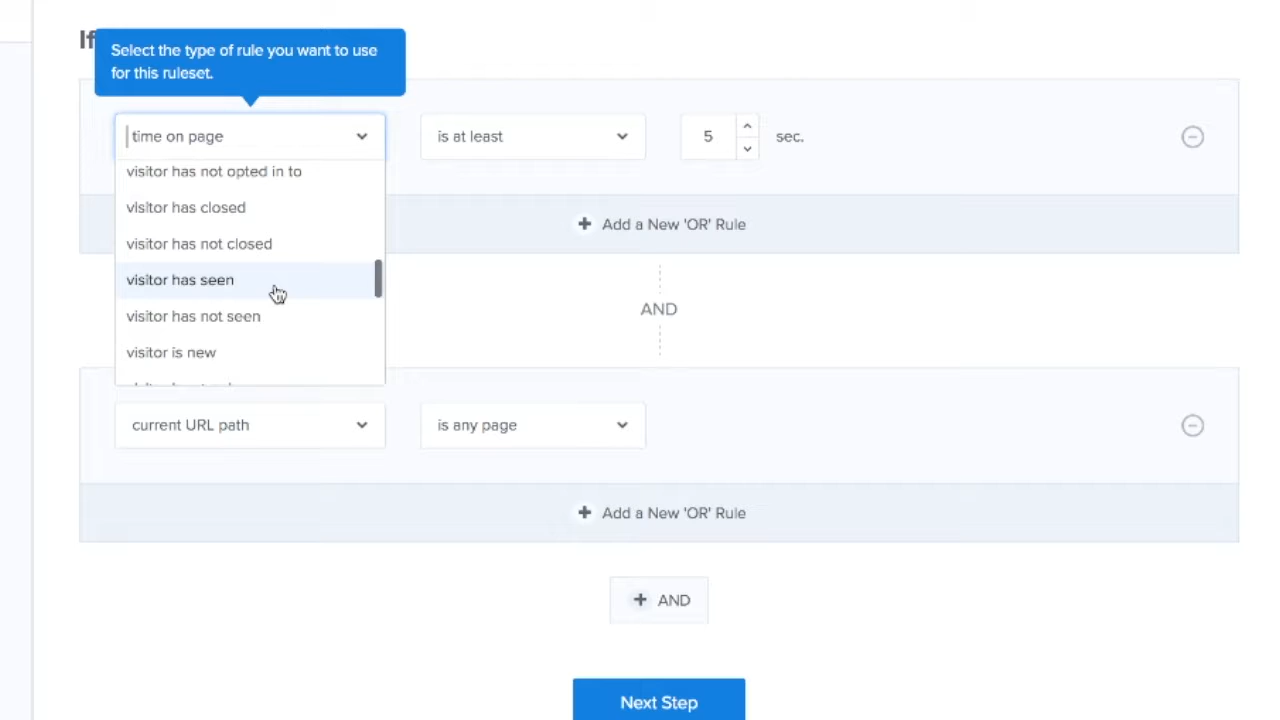 If
Select the type of rule you want to use
for this ruleset.
time on page
is at least
5
sec.
visitor has not opted in to
visitor has closed
visitor has not closed
visitor has seen
visitor has not seen
visitor is new
+ Add a New 'OR' Rule
AND
current URL path
is any page
+ Add a New 'OR' Rule
+ AND
Next Step